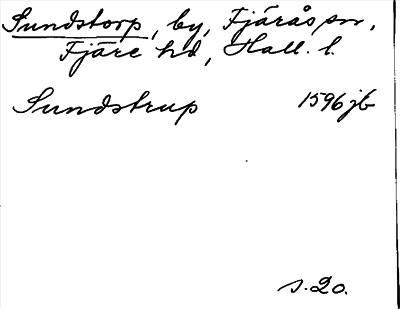 Sundstorp, by, Fjärås sn,
Fjäre hd, Hall. l.
Sundstrup 1596 jb
s. 20.